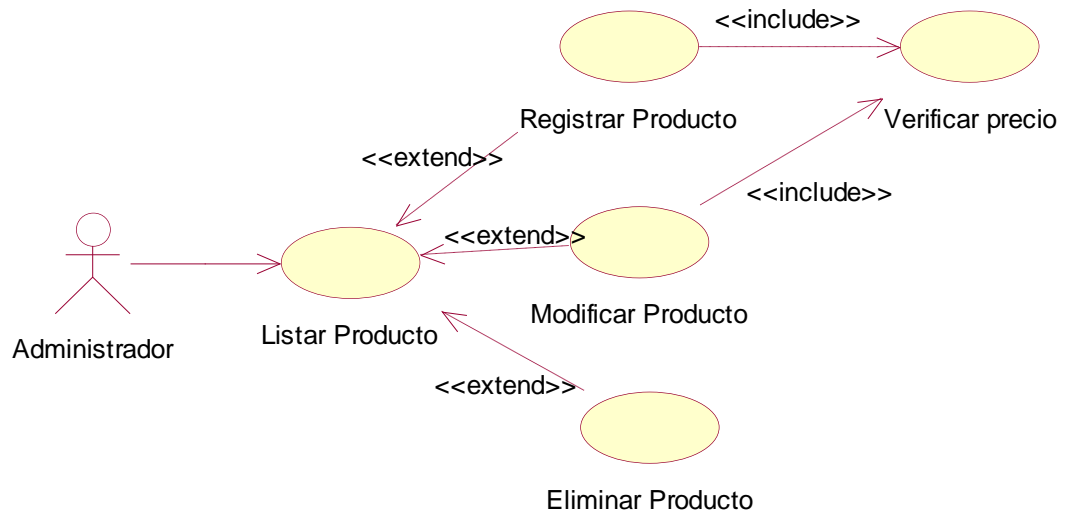 <<include>>
Registrar Producto
Verificar precio
<<extend>>
<<include>>
<<extend>>
Modificar Producto
Listar Producto
Administrador
<<extend>>
Eliminar Producto